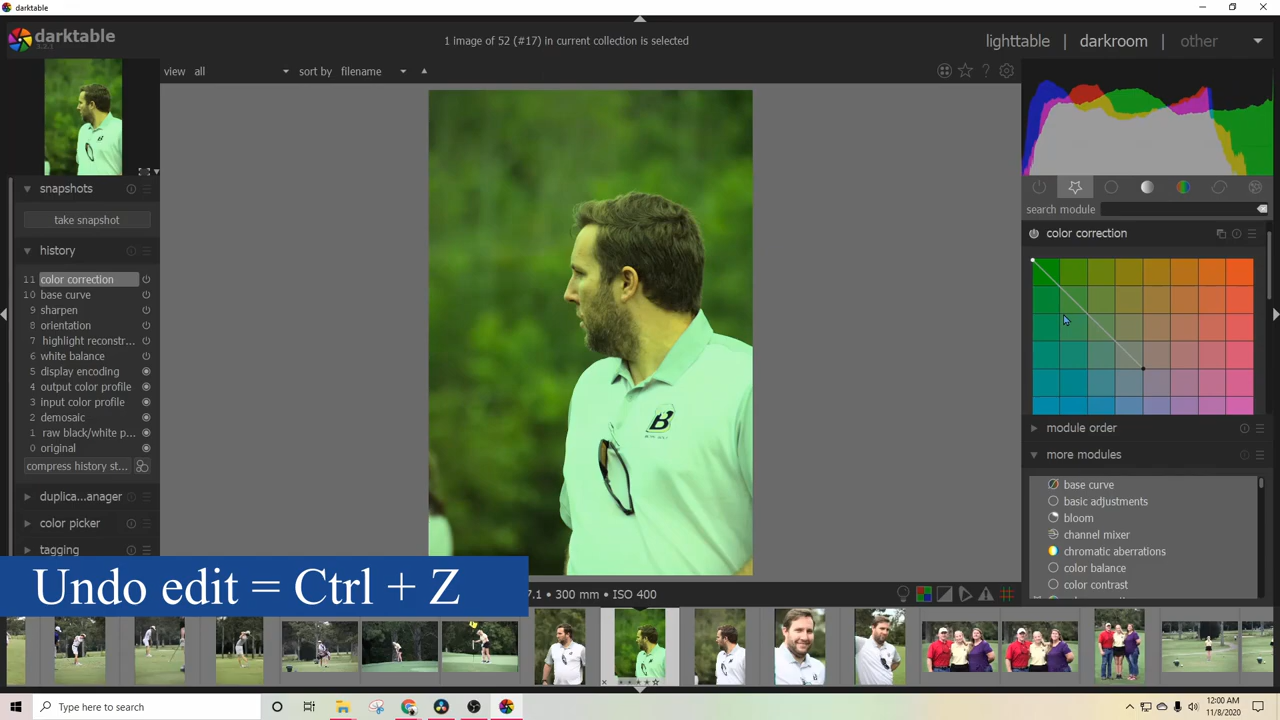 darktable
darktable
3.2.1
1 image of 52 (#17) in current collection is selected
lighttable | darkroom | other
view all
sort by filename
snapshots
take snapshot
history
11 color correction
10 base curve
9 sharpen
8 orientation
7 highlight reconstr...
6 white balance
5 display encoding
4 output color profile
3 input color profile
2 demosaic
1 raw black/white p...
0 original
compress history st...
duplica...anager
color picker
tagging
B
search module
color correction
module order
more modules
base curve
basic adjustments
bloom
channel mixer
chromatic aberrations
color balance
color contrast
Undo edit = Ctrl + Z
7.1 • 300 mm • ISO 400
Type here to search
12:00 AM
11/8/2020